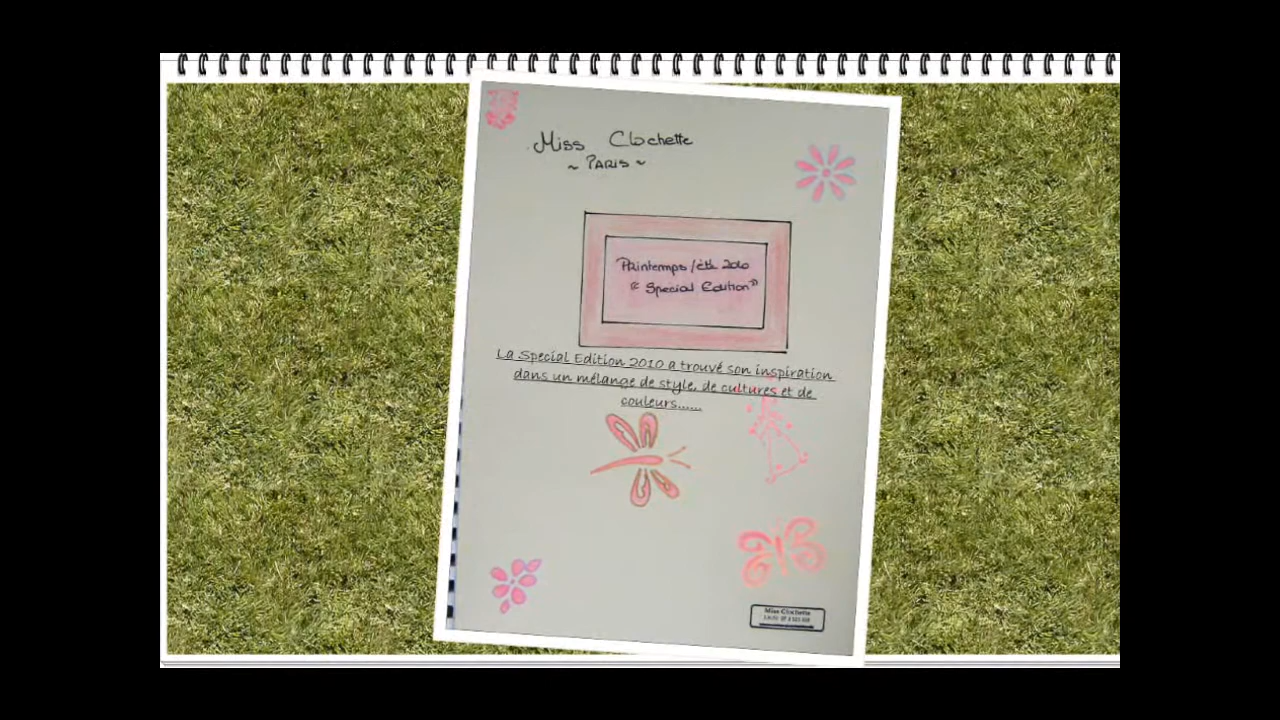 Miss Clochette
~ PARIS ~
Printemps/été 2010
" Special Edition"
La Special Edition 2010 a trouvé son inspiration
dans un mélange de style, de cultures et de
couleurs......
Miss Clochette